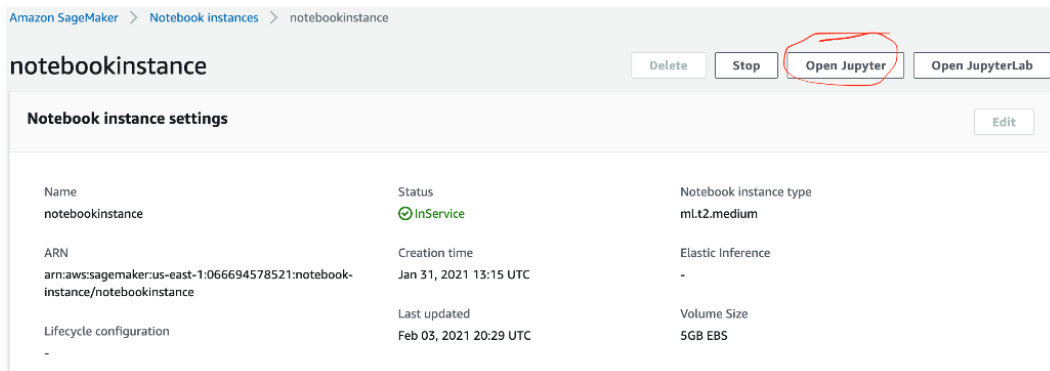 Amazon SageMaker > Notebook instances > notebookinstance
notebookinstance
Delete Stop Open Jupyter Open JupyterLab
Notebook instance settings
Edit
Name Status Notebook instance type
notebookinstance InService ml.t2.medium
ARN Creation time Elastic Inference
arn:aws:sagemaker:us-east-1:066694578521:notebook- Jan 31, 2021 13:15 UTC -
instance/notebookinstance
Last updated Volume Size
Lifecycle configuration Feb 03, 2021 20:29 UTC 5GB EBS
-